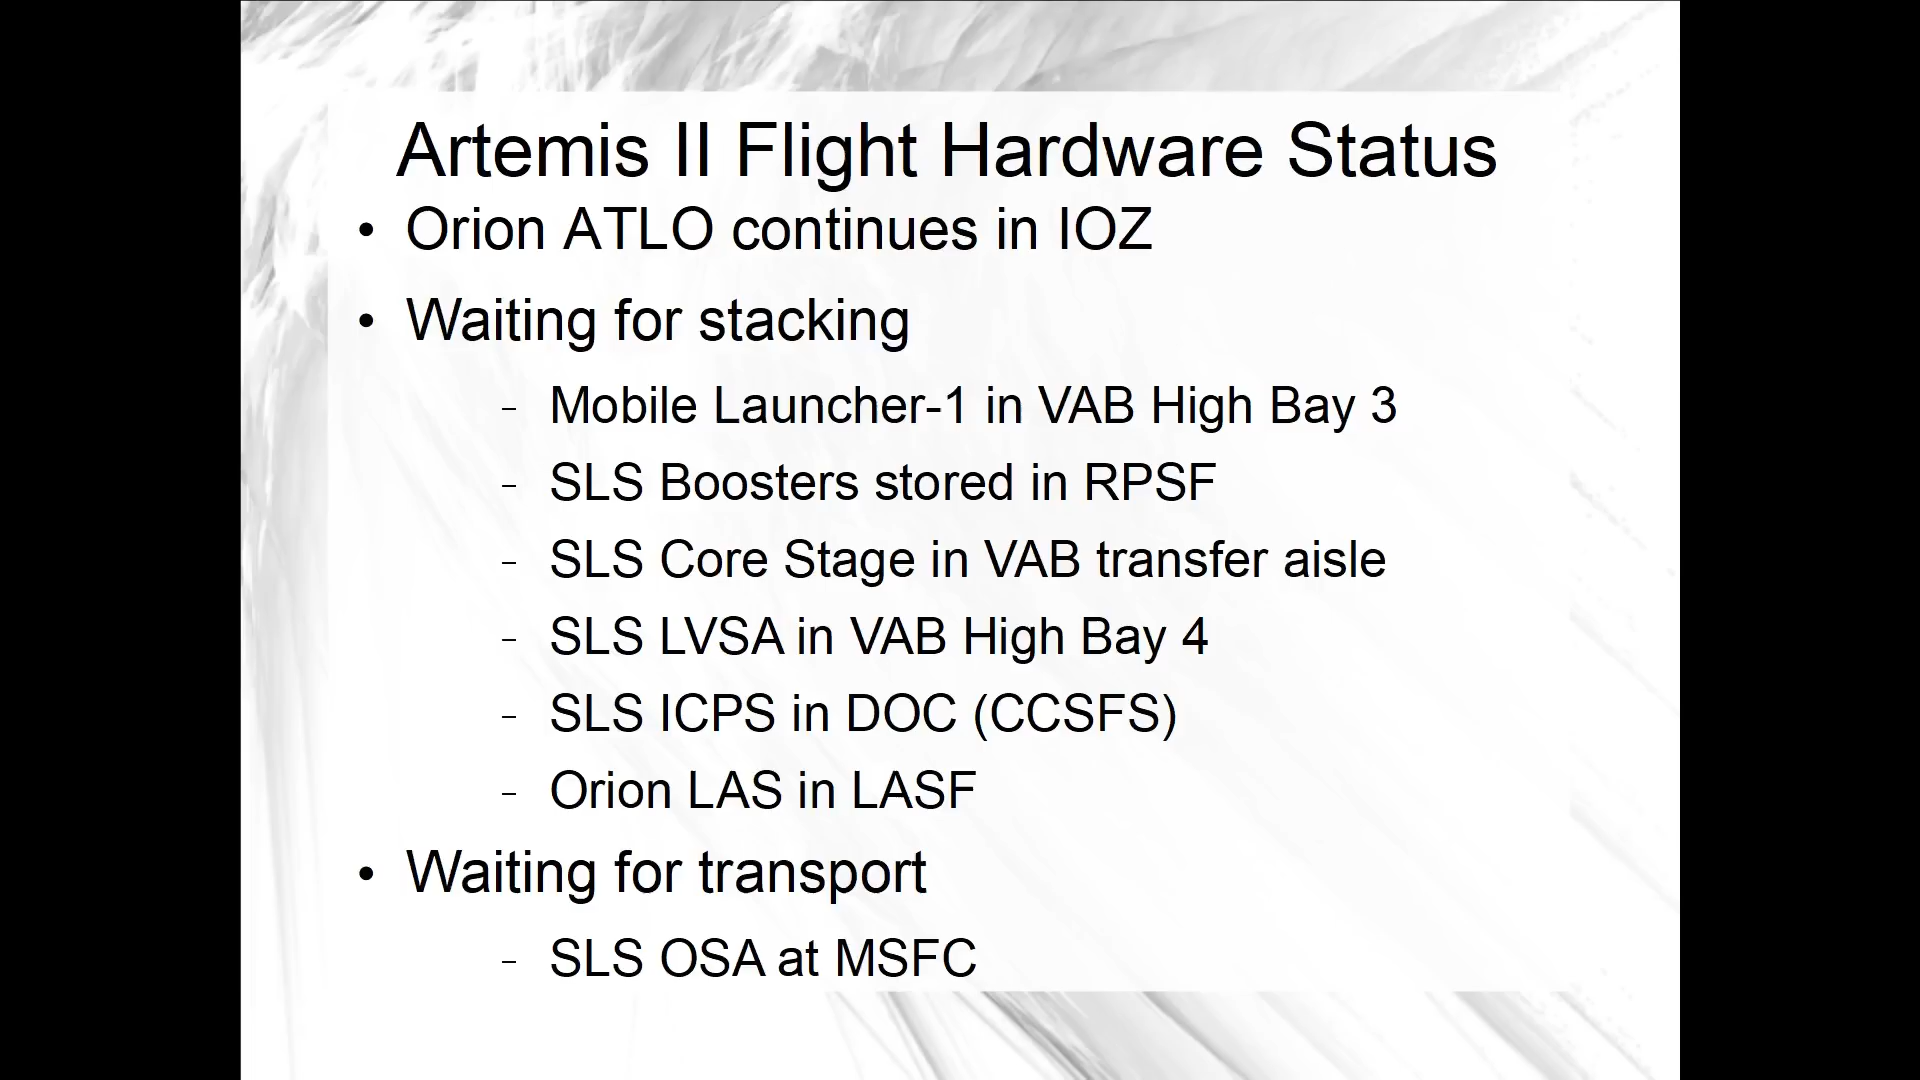 Artemis II Flight Hardware Status
• Orion ATLO continues in IOZ
• Waiting for stacking
– Mobile Launcher-1 in VAB High Bay 3
– SLS Boosters stored in RPSF
– SLS Core Stage in VAB transfer aisle
– SLS LVSA in VAB High Bay 4
– SLS ICPS in DOC (CCSFS)
– Orion LAS in LASF
• Waiting for transport
– SLS OSA at MSFC